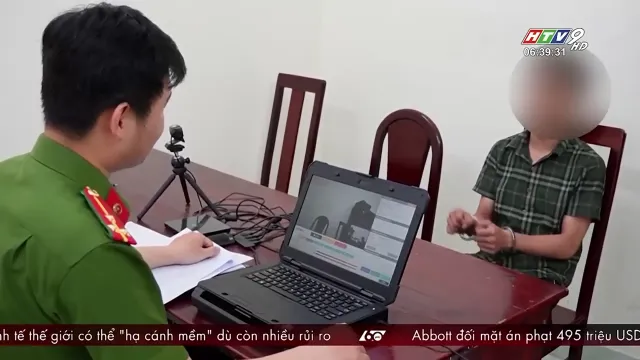 HTV9 HD
06:39:31
nh tế thế giới có thể "hạ cánh mềm" dù còn nhiều rủi ro
Abbott đối mặt án phạt 495 triệu USD